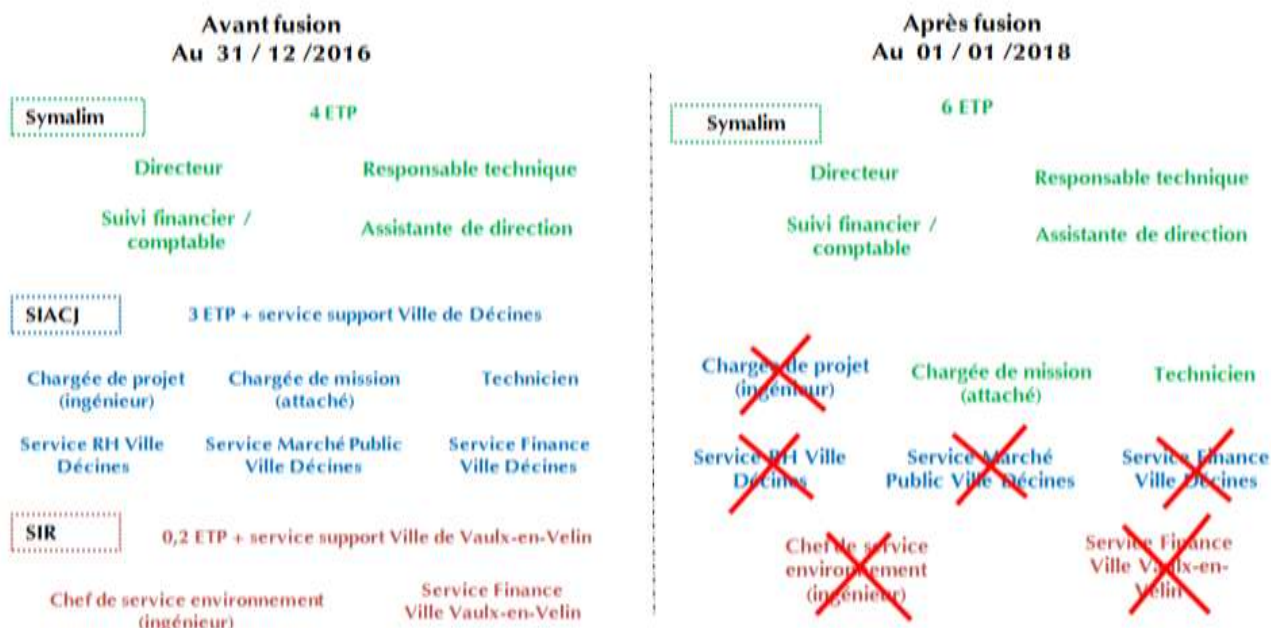 Avant fusion
Au 31 / 12 /2016
Symalim
4 ETP
Directeur
Responsable technique
Suivi financier /
comptable
Assistante de direction
SIACJ
3 ETP + service support Ville de Décines
Chargée de projet
(ingénieur)
Chargée de mission
(attaché)
Technicien
Service RH Ville
Décines
Service Marché Public
Ville Décines
Service Finance
Ville Décines
SIR
0,2 ETP + service support Ville de Vaulx-en-Velin
Chef de service environnement
(ingénieur)
Service Finance
Ville Vaulx-en-Velin
Après fusion
Au 01 / 01 /2018
Symalim
6 ETP
Directeur
Responsable technique
Suivi financier /
comptable
Assistante de direction
Chargée de projet
(ingénieur)
Chargée de mission
(attaché)
Technicien
Service RH Ville
Décines
Service Marché
Public Ville Décines
Service Finance
Ville Décines
Chef de service
environnement
(ingénieur)
Service Finance
Ville Vaulx-en-
Velin